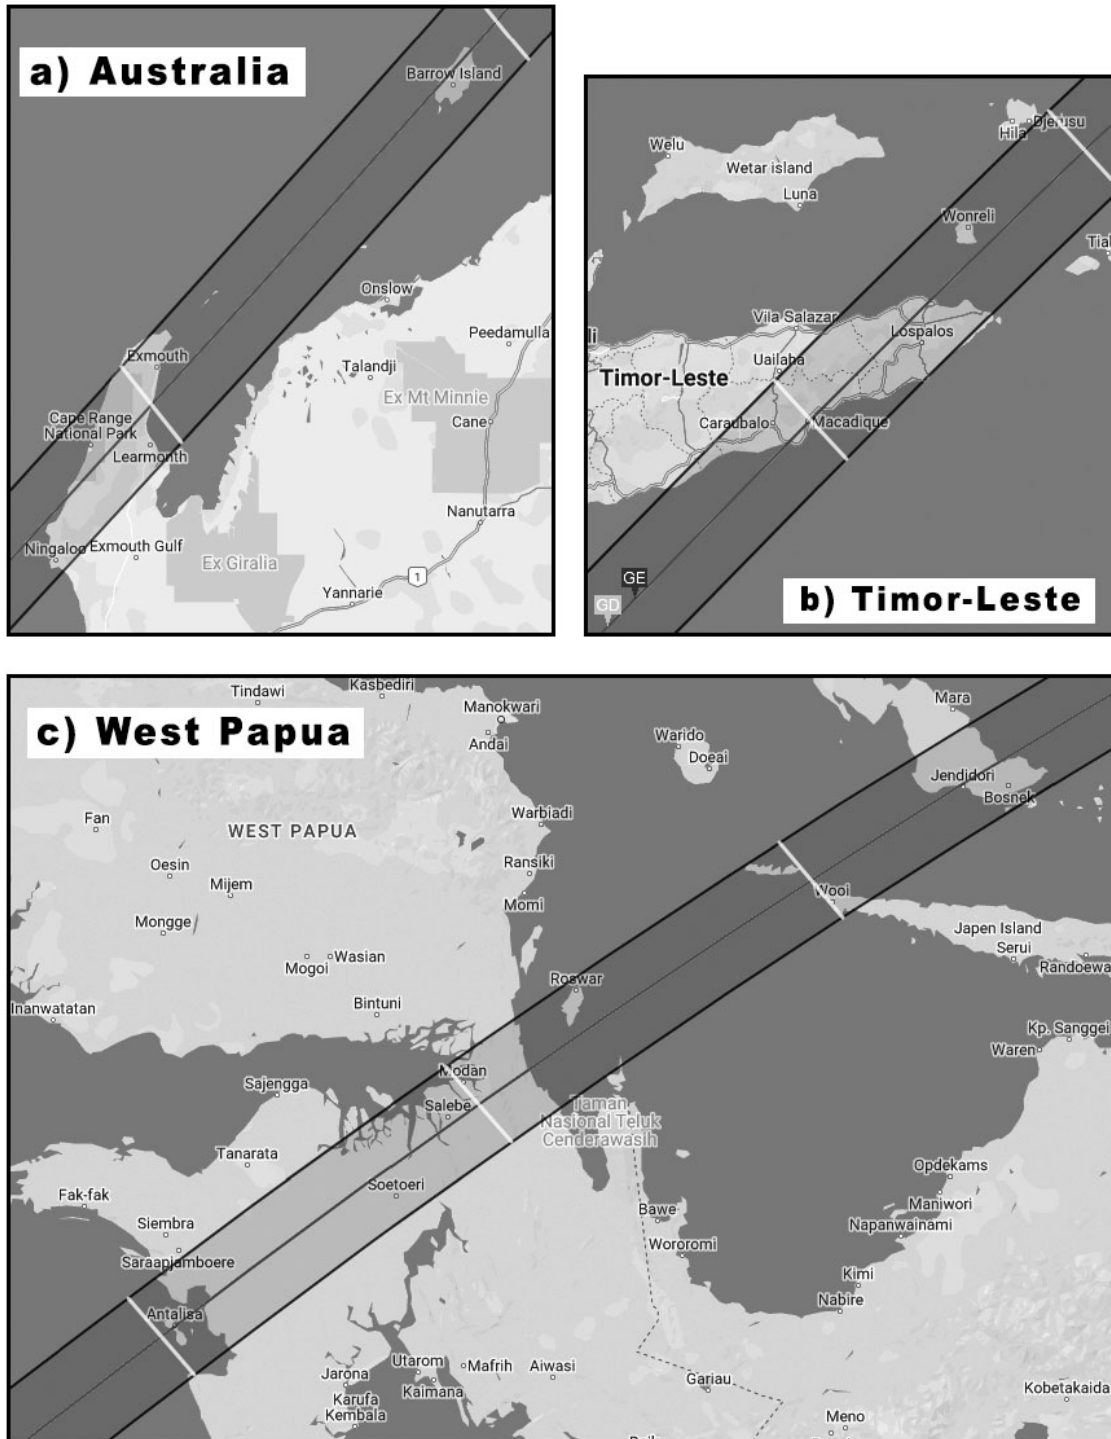 a) Australia
Barrow Island
Onslow
Peedamulla
Exmouth
Talandji
Ex Mt Minnie
Cape Range
National Park
Cane
Learmonth
Nanutarra
Ningaloo
Exmouth Gulf
Ex Giralia
1
Yannarie
Hila
Djerusu
Welu
Wetar island
Luna
Wonreli
Vila Salazar
Lospalos
Uailaba
Timor-Leste
Caraubalo
Macadique
GE
GD
b) Timor-Leste
Tindawi
Kasbediri
Manokwari
Mara
c) West Papua
Andai
Warido
Doeai
Jendidori
Bosnek
Fan
WEST PAPUA
Warbiadi
Oesin
Mijem
Ransiki
Wooi
Momi
Mongge
Japen Island
Serui
Wasian
Mogoi
Randoewa
Roswar
Inanwatatan
Bintuni
Kp. Sanggei
Waren
Modan
Sajengga
Salebe
Taman
Nasional Teluk
Cenderawasih
Tanarata
Opdekams
Soetoeri
Fak-fak
Maniwori
Siembra
Bawe
Napanwainami
Saraapjamboere
Wororomi
Kimi
Antalisa
Nabire
Utarom
Mafrih
Aiwasi
Jarona
Kaimana
Gariau
Karufa
Kembala
Kobetakaida
Meno